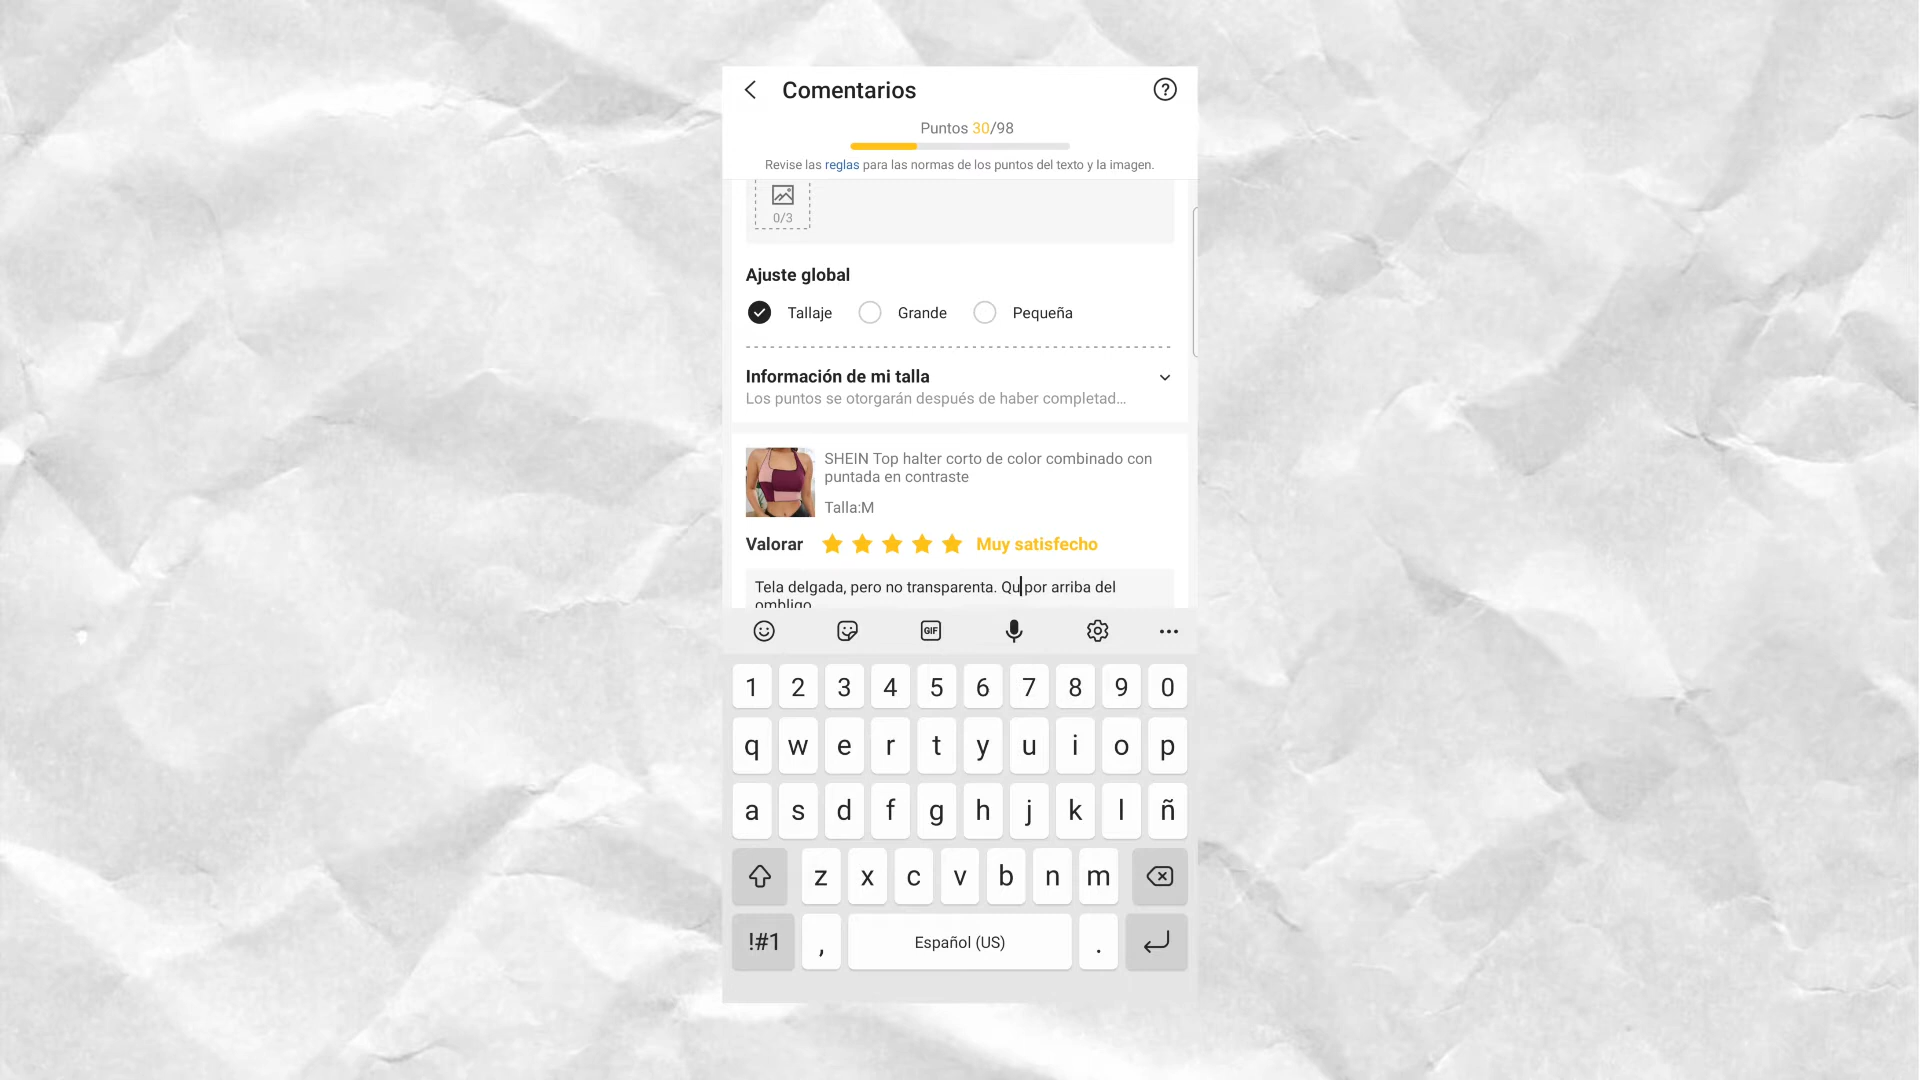 Comentarios
Puntos 30/98
Revise las reglas para las normas de los puntos del texto y la imagen.
0/3
Ajuste global
Tallaje Grande Pequeña
Información de mi talla
Los puntos se otorgarán después de haber completad...
SHEIN Top halter corto de color combinado con
puntada en contraste
Talla:M
Valorar Muy satisfecho
Tela delgada, pero no transparenta. Qu por arriba del
ombligo
GIF
1 2 3 4 5 6 7 8 9 0
q w e r t y u i o p
a s d f g h j k l ñ
z x c v b n m
!#1 , Español (US) .